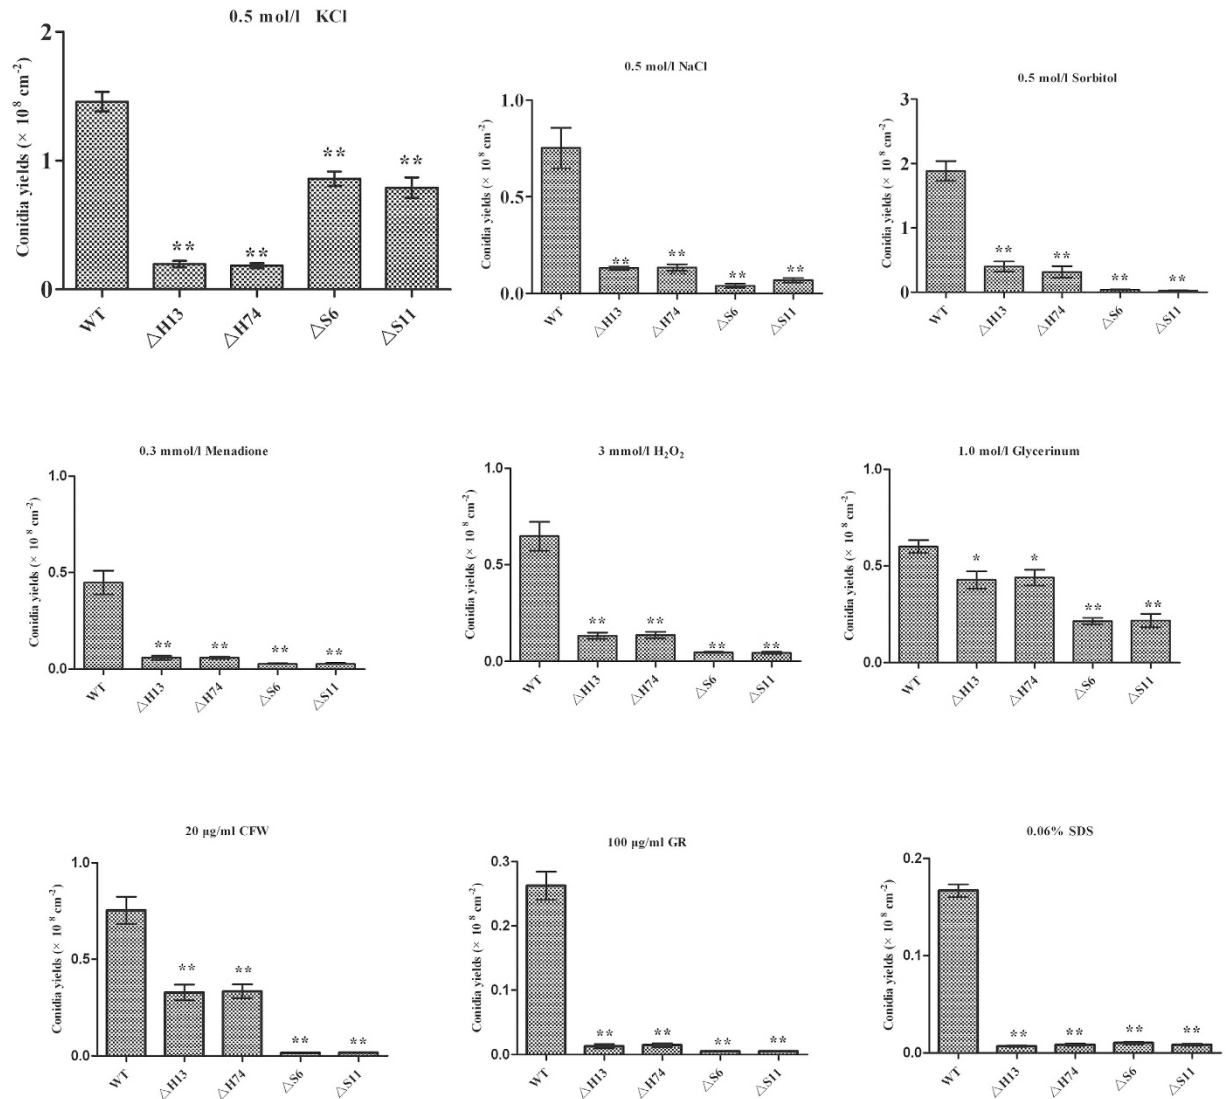 0.5 mol/l KCl
Conidia yields (× 10⁸ cm⁻²)
2
1
0
**
**
**
**
WT
△H13
△H74
△S6
△S11
0.5 mol/l NaCl
Conidia yields (× 10⁸ cm⁻²)
1.0
0.5
0.0
**
**
**
**
WT
△H13
△H74
△S6
△S11
0.5 mol/l Sorbitol
Conidia yields (× 10⁸ cm⁻²)
3
2
1
0
**
**
**
**
WT
△H13
△H74
△S6
△S11
0.3 mmol/l Menadione
Conidia yields (× 10⁸ cm⁻²)
1.0
0.5
0.0
**
**
**
**
WT
△H13
△H74
△S6
△S11
3 mmol/l H₂O₂
Conidia yields (× 10⁸ cm⁻²)
1.0
0.5
0.0
**
**
**
**
WT
△H13
△H74
△S6
△S11
1.0 mol/l Glycerinum
Conidia yields (× 10⁸ cm⁻²)
1.0
0.5
0.0
*
*
**
**
WT
△H13
△H74
△S6
△S11
20 μg/ml CFW
Conidia yields (× 10⁸ cm⁻²)
1.0
0.5
0.0
**
**
**
**
WT
△H13
△H74
△S6
△S11
100 μg/ml GR
Conidia yields (× 10⁸ cm⁻²)
0.3
0.2
0.1
0.0
**
**
**
**
WT
△H13
△H74
△S6
△S11
0.06% SDS
Conidia yields (× 10⁸ cm⁻²)
0.2
0.1
0.0
**
**
**
**
WT
△H13
△H74
△S6
△S11